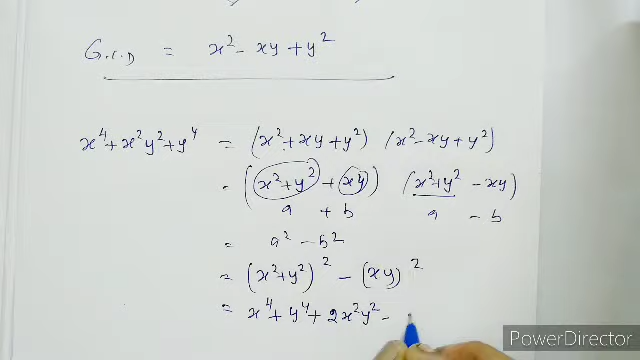 G.C.D = x² - xy + y²
x⁴ + x²y² + y⁴ = (x² + xy + y²) (x² - xy + y²)
= (x² + y² + xy) (x² + y² - xy)
a + b a - b
= a² - b²
= (x² + y²)² - (xy)²
= x⁴ + y⁴ + 2x²y² -
PowerDirector